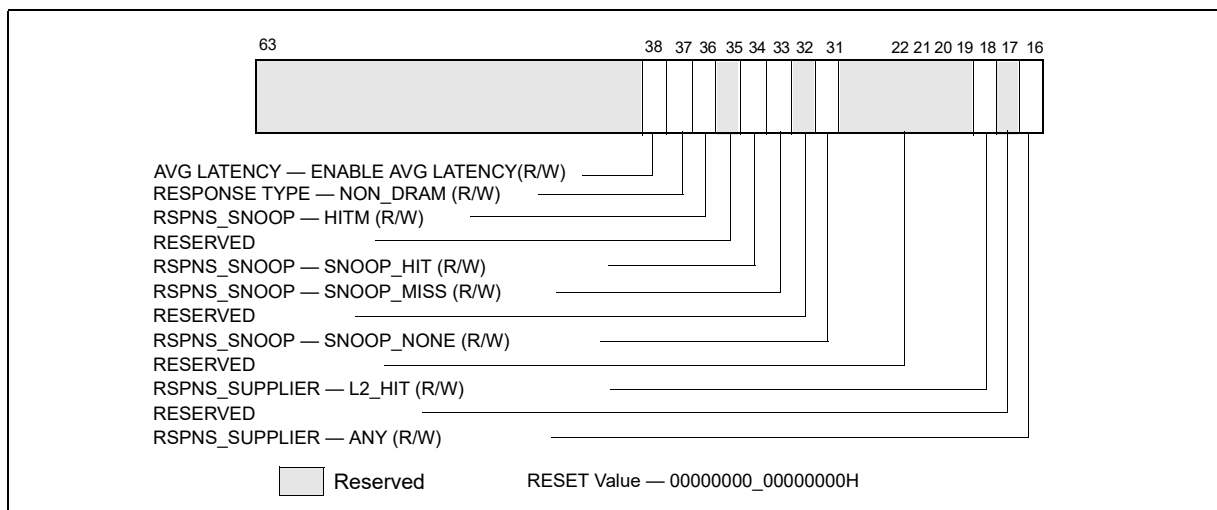 63 38 37 36 35 34 33 32 31 22 21 20 19 18 17 16
AVG LATENCY — ENABLE AVG LATENCY(R/W)
RESPONSE TYPE — NON_DRAM (R/W)
RSPNS_SNOOP — HITM (R/W)
RESERVED
RSPNS_SNOOP — SNOOP_HIT (R/W)
RSPNS_SNOOP — SNOOP_MISS (R/W)
RESERVED
RSPNS_SNOOP — SNOOP_NONE (R/W)
RESERVED
RSPNS_SUPPLIER — L2_HIT (R/W)
RESERVED
RSPNS_SUPPLIER — ANY (R/W)
Reserved RESET Value — 00000000_00000000H